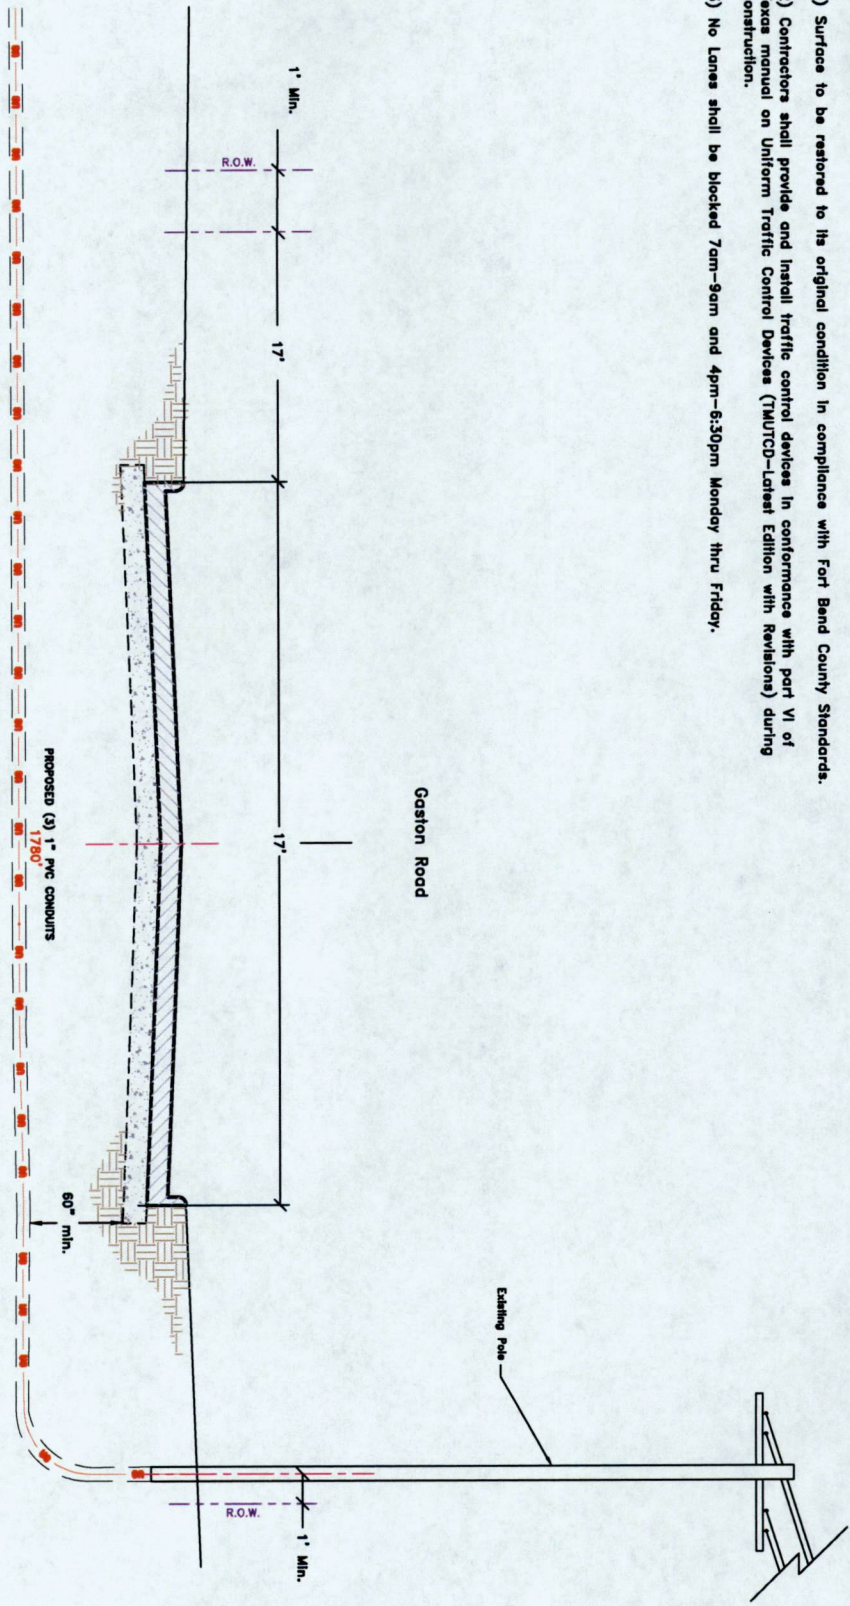 ) Surface to be restored to its original condition in compliance with Fort Bend County Standards.
) Contractors shall provide and install traffic control devices in conformance with part VI of
exas manual on Uniform Traffic Control Devices (TMUTCD-Latest Edition with Revisions) during
onstruction.
) No Lanes shall be blocked 7am-9am and 4pm-6:30pm Monday thru Friday.
Gaston Road
Existing Pole
1' Min.
R.O.W.
17'
17'
R.O.W.
1' Min.
60" min.
PROPOSED (3) 1" PVC CONDUITS
1780'